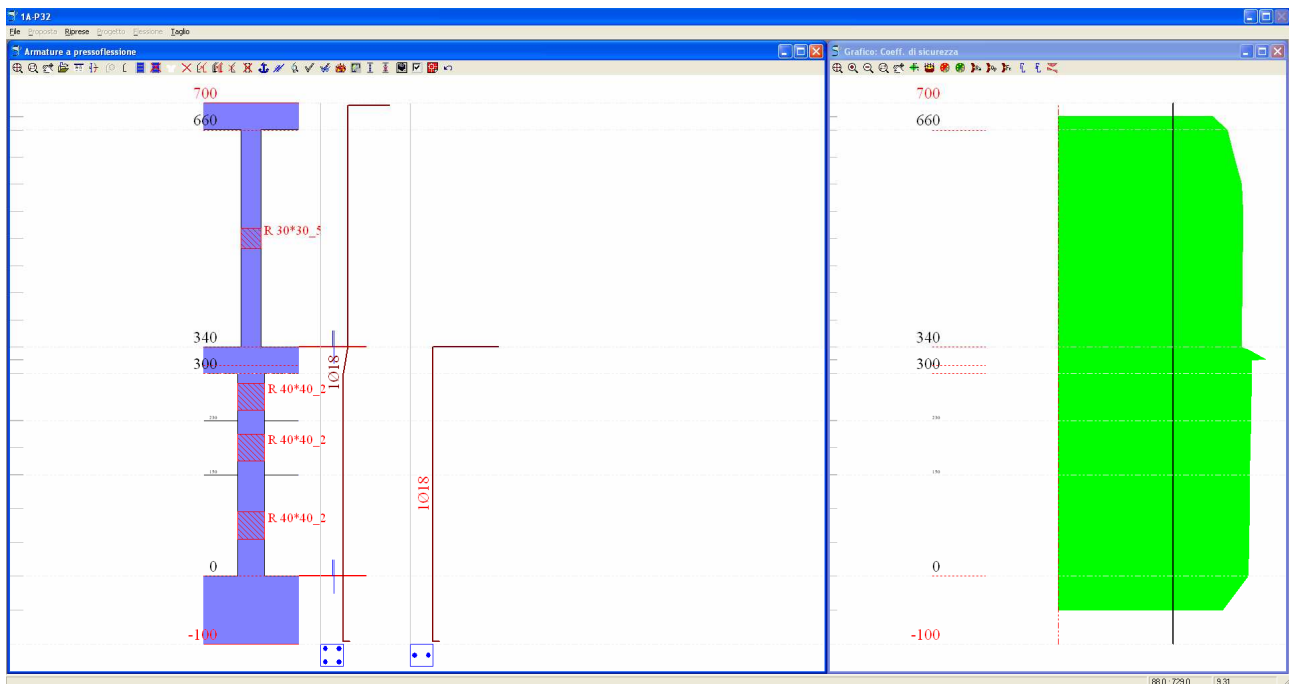 1A-P32
File Proposta Riprese Progetto Flessione Taglio
Armature a pressoflessione
700
660
R 30*30_5
340
300
1Ø18
R 40*40_2
R 40*40_2
1Ø18
R 40*40_2
0
-100
Grafico: Coeff. di sicurezza
700
660
340
300
0
-100
88.0 : 729.0 9.31